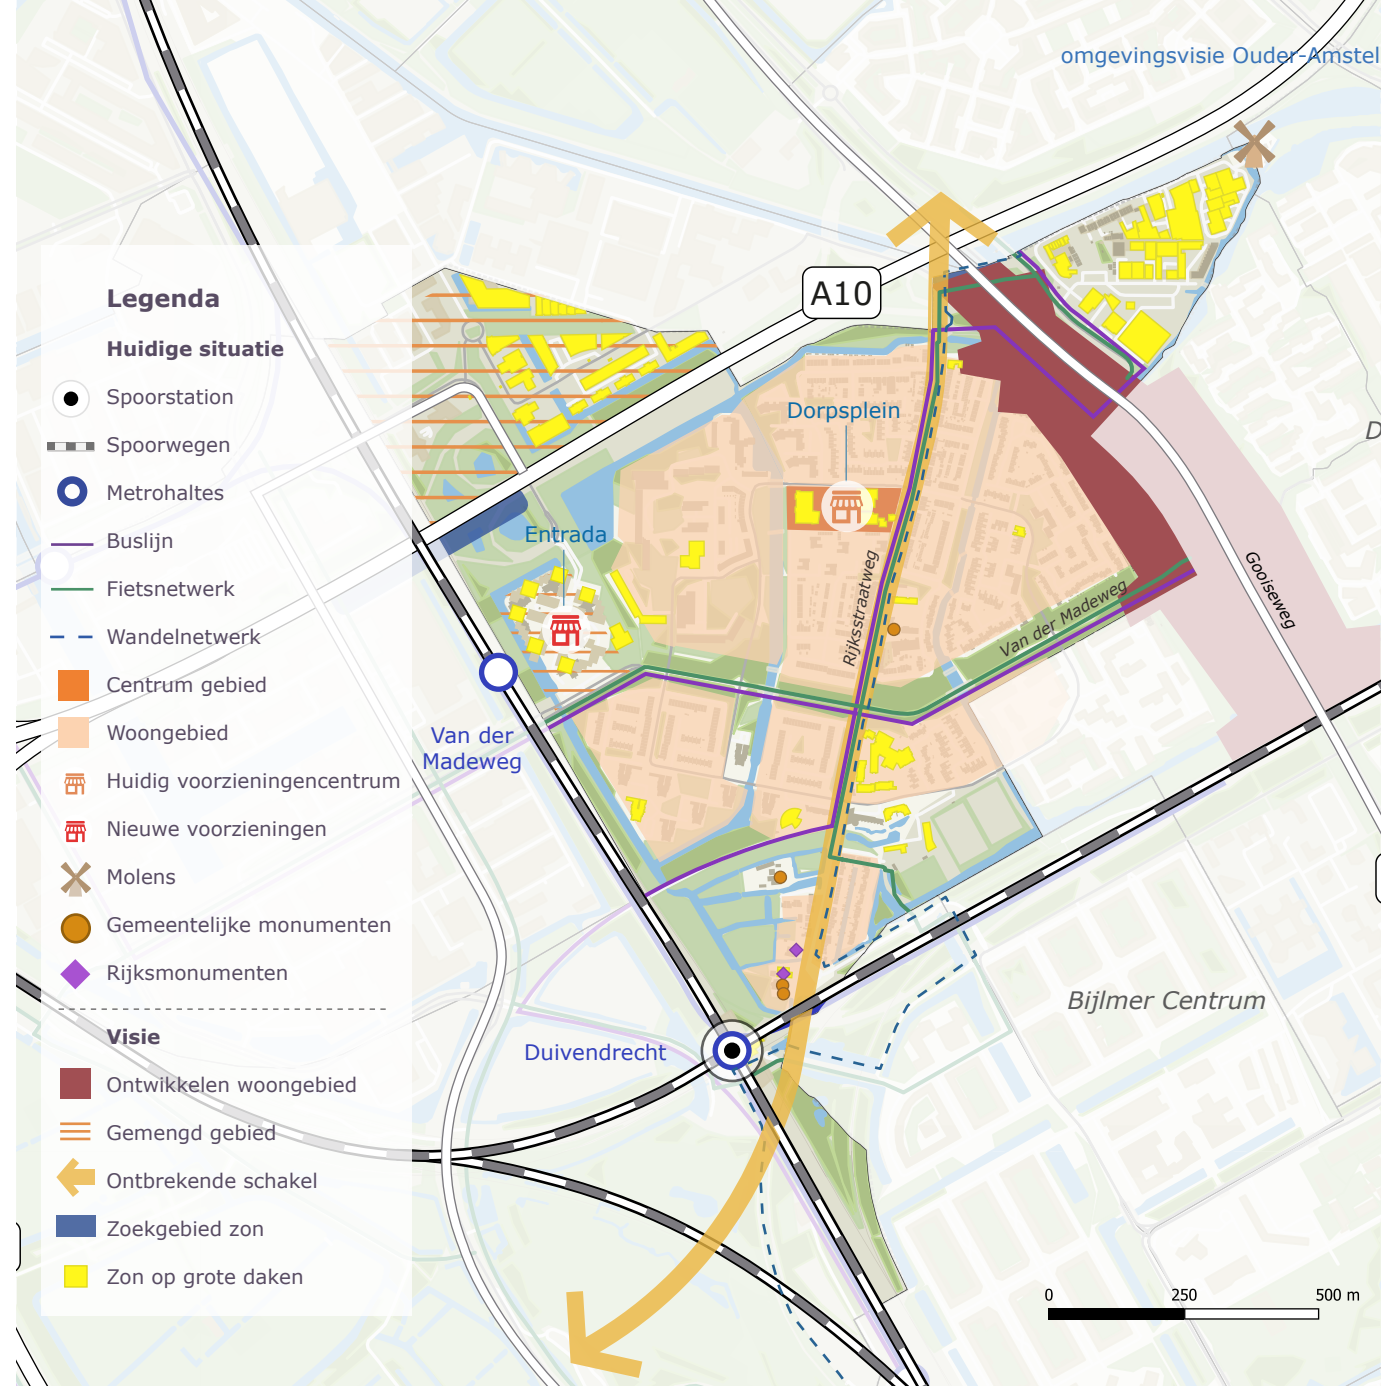 omgevingsvisie Ouder-Amstel
A10
Dorpsplein
Entrada
Rijksstraatweg
Van der Madeweg
Gooiseweg
D
Van der
Madeweg
Duivendrecht
Bijlmer Centrum
0 250 500 m
Legenda
Huidige situatie
Spoorstation
Spoorwegen
Metrohaltes
Buslijn
Fietsnetwerk
Wandelnetwerk
Centrum gebied
Woongebied
Huidig voorzieningencentrum
Nieuwe voorzieningen
Molens
Gemeentelijke monumenten
Rijksmonumenten
Visie
Ontwikkelen woongebied
Gemengd gebied
Ontbrekende schakel
Zoekgebied zon
Zon op grote daken